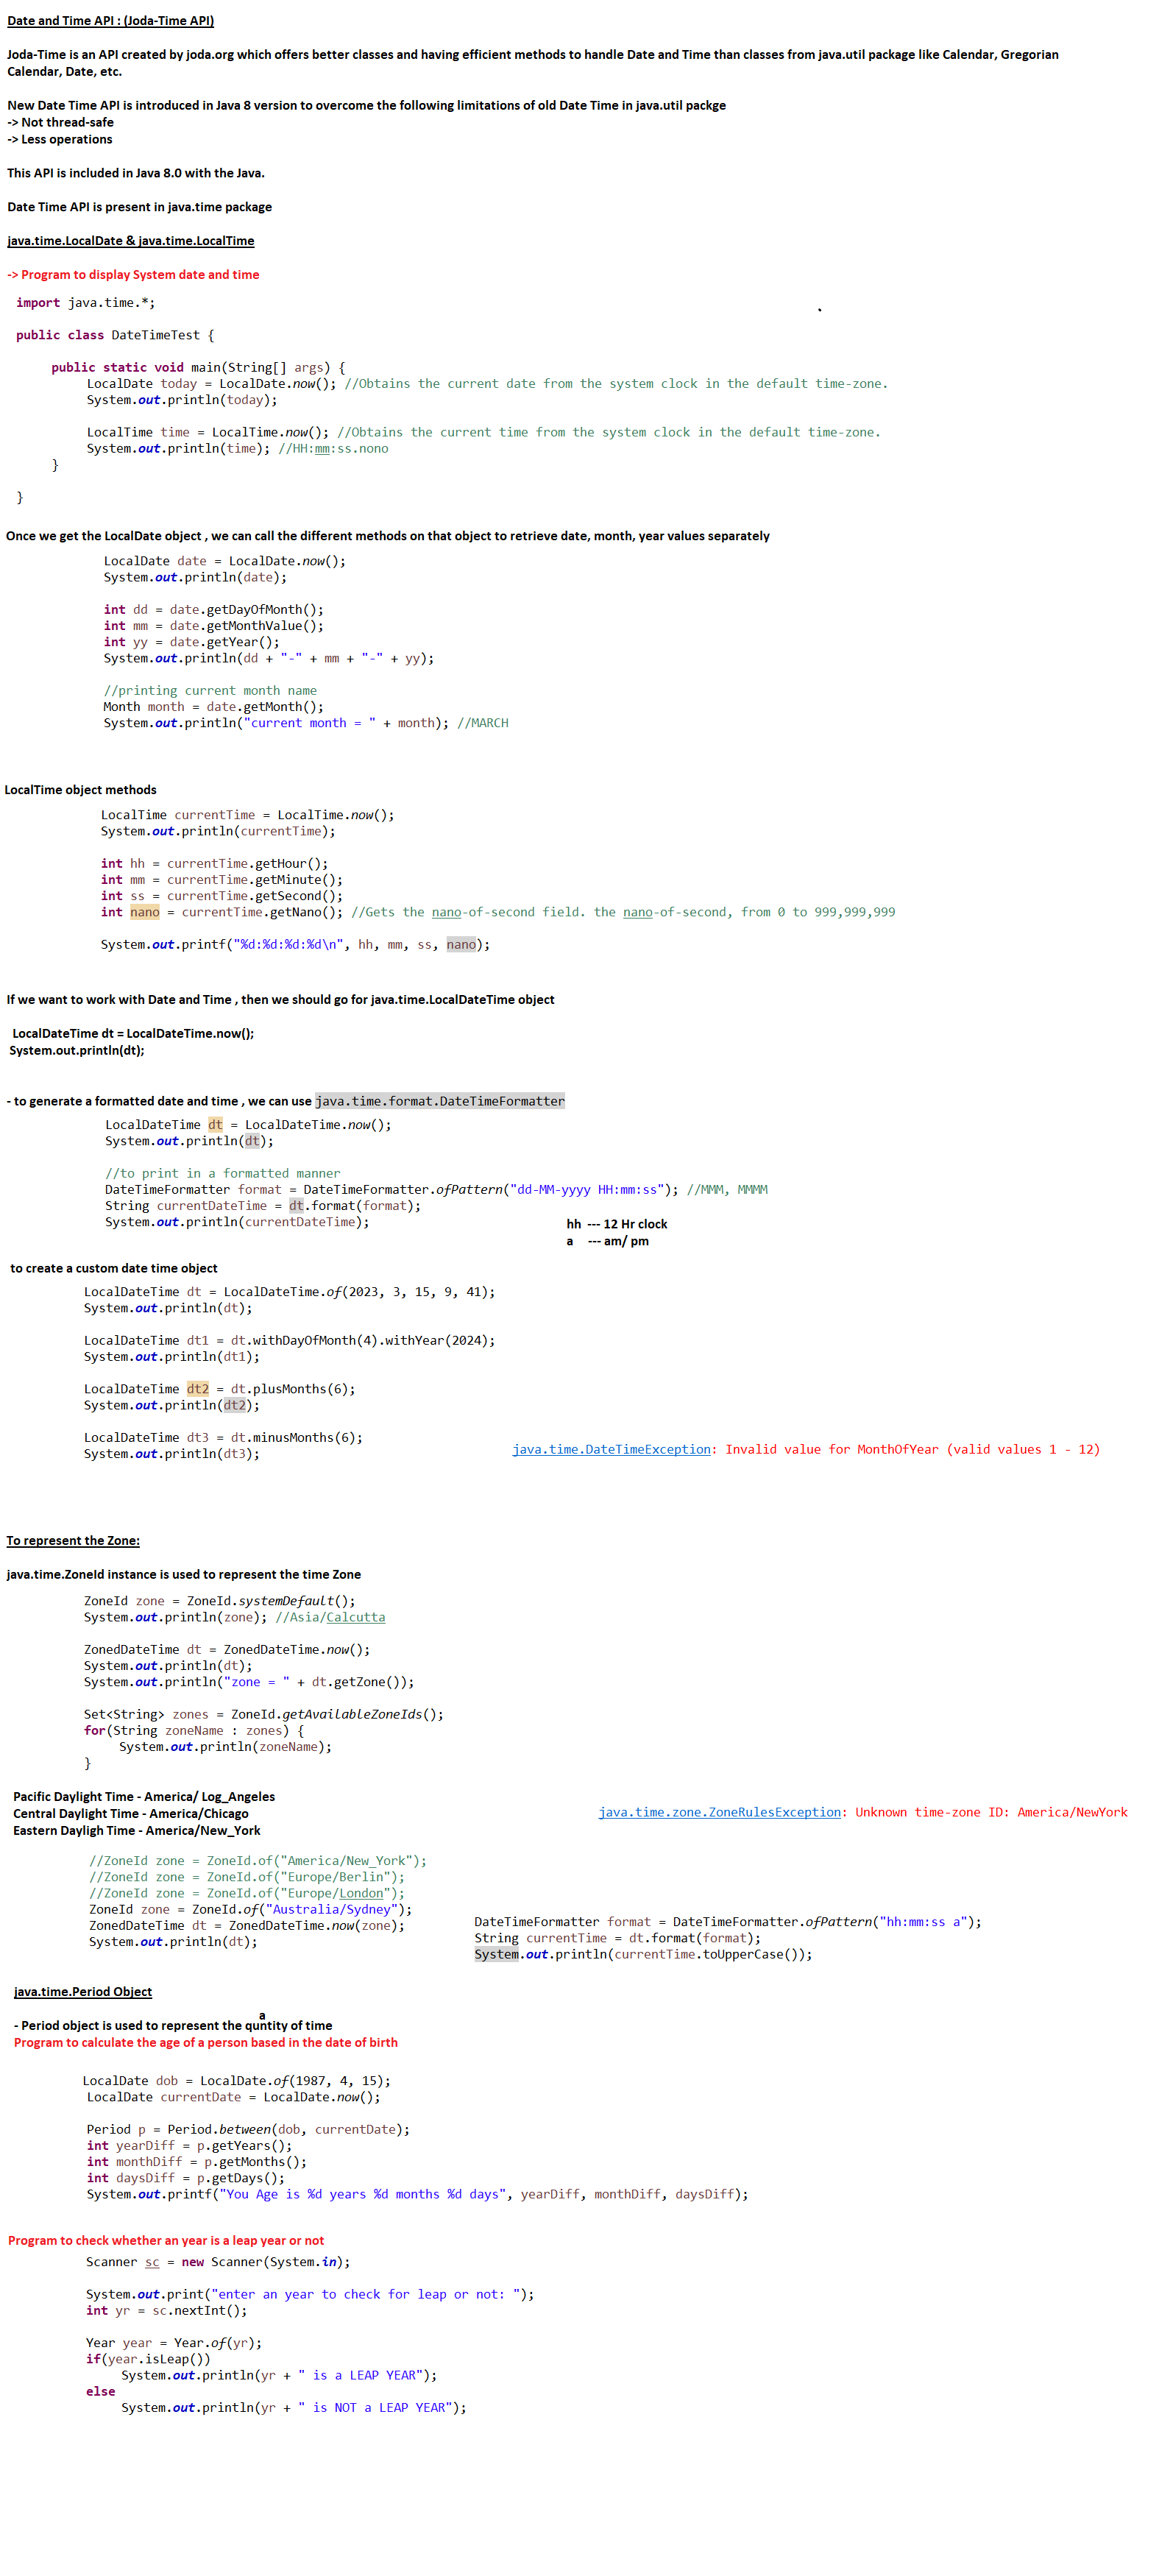 Date and Time API : (Joda-Time API)
Joda-Time is an API created by joda.org which offers better classes and having efficient methods to handle Date and Time than classes from java.util package like Calendar, Gregorian
Calendar, Date, etc.
New Date Time API is introduced in Java 8 version to overcome the following limitations of old Date Time in java.util packge
-> Not thread-safe
-> Less operations
This API is included in Java 8.0 with the Java.
Date Time API is present in java.time package
java.time.LocalDate & java.time.LocalTime
-> Program to display System date and time
import java.time.*;
public class DateTimeTest {
public static void main(String[] args) {
LocalDate today = LocalDate.now(); //Obtains the current date from the system clock in the default time-zone.
System.out.println(today);
LocalTime time = LocalTime.now(); //Obtains the current time from the system clock in the default time-zone.
System.out.println(time); //HH:mm:ss.nono
}
}
Once we get the LocalDate object , we can call the different methods on that object to retrieve date, month, year values separately
LocalDate date = LocalDate.now();
System.out.println(date);
int dd = date.getDayOfMonth();
int mm = date.getMonthValue();
int yy = date.getYear();
System.out.println(dd + "-" + mm + "-" + yy);
//printing current month name
Month month = date.getMonth();
System.out.println("current month = " + month); //MARCH
LocalTime object methods
LocalTime currentTime = LocalTime.now();
System.out.println(currentTime);
int hh = currentTime.getHour();
int mm = currentTime.getMinute();
int ss = currentTime.getSecond();
int nano = currentTime.getNano(); //Gets the nano-of-second field. the nano-of-second, from 0 to 999,999,999
System.out.printf("%d:%d:%d:%d\n", hh, mm, ss, nano);
If we want to work with Date and Time , then we should go for java.time.LocalDateTime object
LocalDateTime dt = LocalDateTime.now();
System.out.println(dt);
- to generate a formatted date and time , we can use java.time.format.DateTimeFormatter
LocalDateTime dt = LocalDateTime.now();
System.out.println(dt);
//to print in a formatted manner
DateTimeFormatter format = DateTimeFormatter.ofPattern("dd-MM-yyyy HH:mm:ss"); //MMM, MMMM
String currentDateTime = dt.format(format);
System.out.println(currentDateTime);
hh --- 12 Hr clock
a --- am/ pm
to create a custom date time object
LocalDateTime dt = LocalDateTime.of(2023, 3, 15, 9, 41);
System.out.println(dt);
LocalDateTime dt1 = dt.withDayOfMonth(4).withYear(2024);
System.out.println(dt1);
LocalDateTime dt2 = dt.plusMonths(6);
System.out.println(dt2);
LocalDateTime dt3 = dt.minusMonths(6);
System.out.println(dt3);
java.time.DateTimeException: Invalid value for MonthOfYear (valid values 1 - 12)
To represent the Zone:
java.time.ZoneId instance is used to represent the time Zone
ZoneId zone = ZoneId.systemDefault();
System.out.println(zone); //Asia/Calcutta
ZonedDateTime dt = ZonedDateTime.now();
System.out.println(dt);
System.out.println("zone = " + dt.getZone());
Set<String> zones = ZoneId.getAvailableZoneIds();
for(String zoneName : zones) {
System.out.println(zoneName);
}
Pacific Daylight Time - America/ Log_Angeles
Central Daylight Time - America/Chicago
Eastern Dayligh Time - America/New_York
java.time.zone.ZoneRulesException: Unknown time-zone ID: America/NewYork
//ZoneId zone = ZoneId.of("America/New_York");
//ZoneId zone = ZoneId.of("Europe/Berlin");
//ZoneId zone = ZoneId.of("Europe/London");
ZoneId zone = ZoneId.of("Australia/Sydney");
ZonedDateTime dt = ZonedDateTime.now(zone);
System.out.println(dt);
DateTimeFormatter format = DateTimeFormatter.ofPattern("hh:mm:ss a");
String currentTime = dt.format(format);
System.out.println(currentTime.toUpperCase());
java.time.Period Object
a
- Period object is used to represent the quntity of time
Program to calculate the age of a person based in the date of birth
LocalDate dob = LocalDate.of(1987, 4, 15);
LocalDate currentDate = LocalDate.now();
Period p = Period.between(dob, currentDate);
int yearDiff = p.getYears();
int monthDiff = p.getMonths();
int daysDiff = p.getDays();
System.out.printf("You Age is %d years %d months %d days", yearDiff, monthDiff, daysDiff);
Program to check whether an year is a leap year or not
Scanner sc = new Scanner(System.in);
System.out.print("enter an year to check for leap or not: ");
int yr = sc.nextInt();
Year year = Year.of(yr);
if(year.isLeap())
System.out.println(yr + " is a LEAP YEAR");
else
System.out.println(yr + " is NOT a LEAP YEAR");